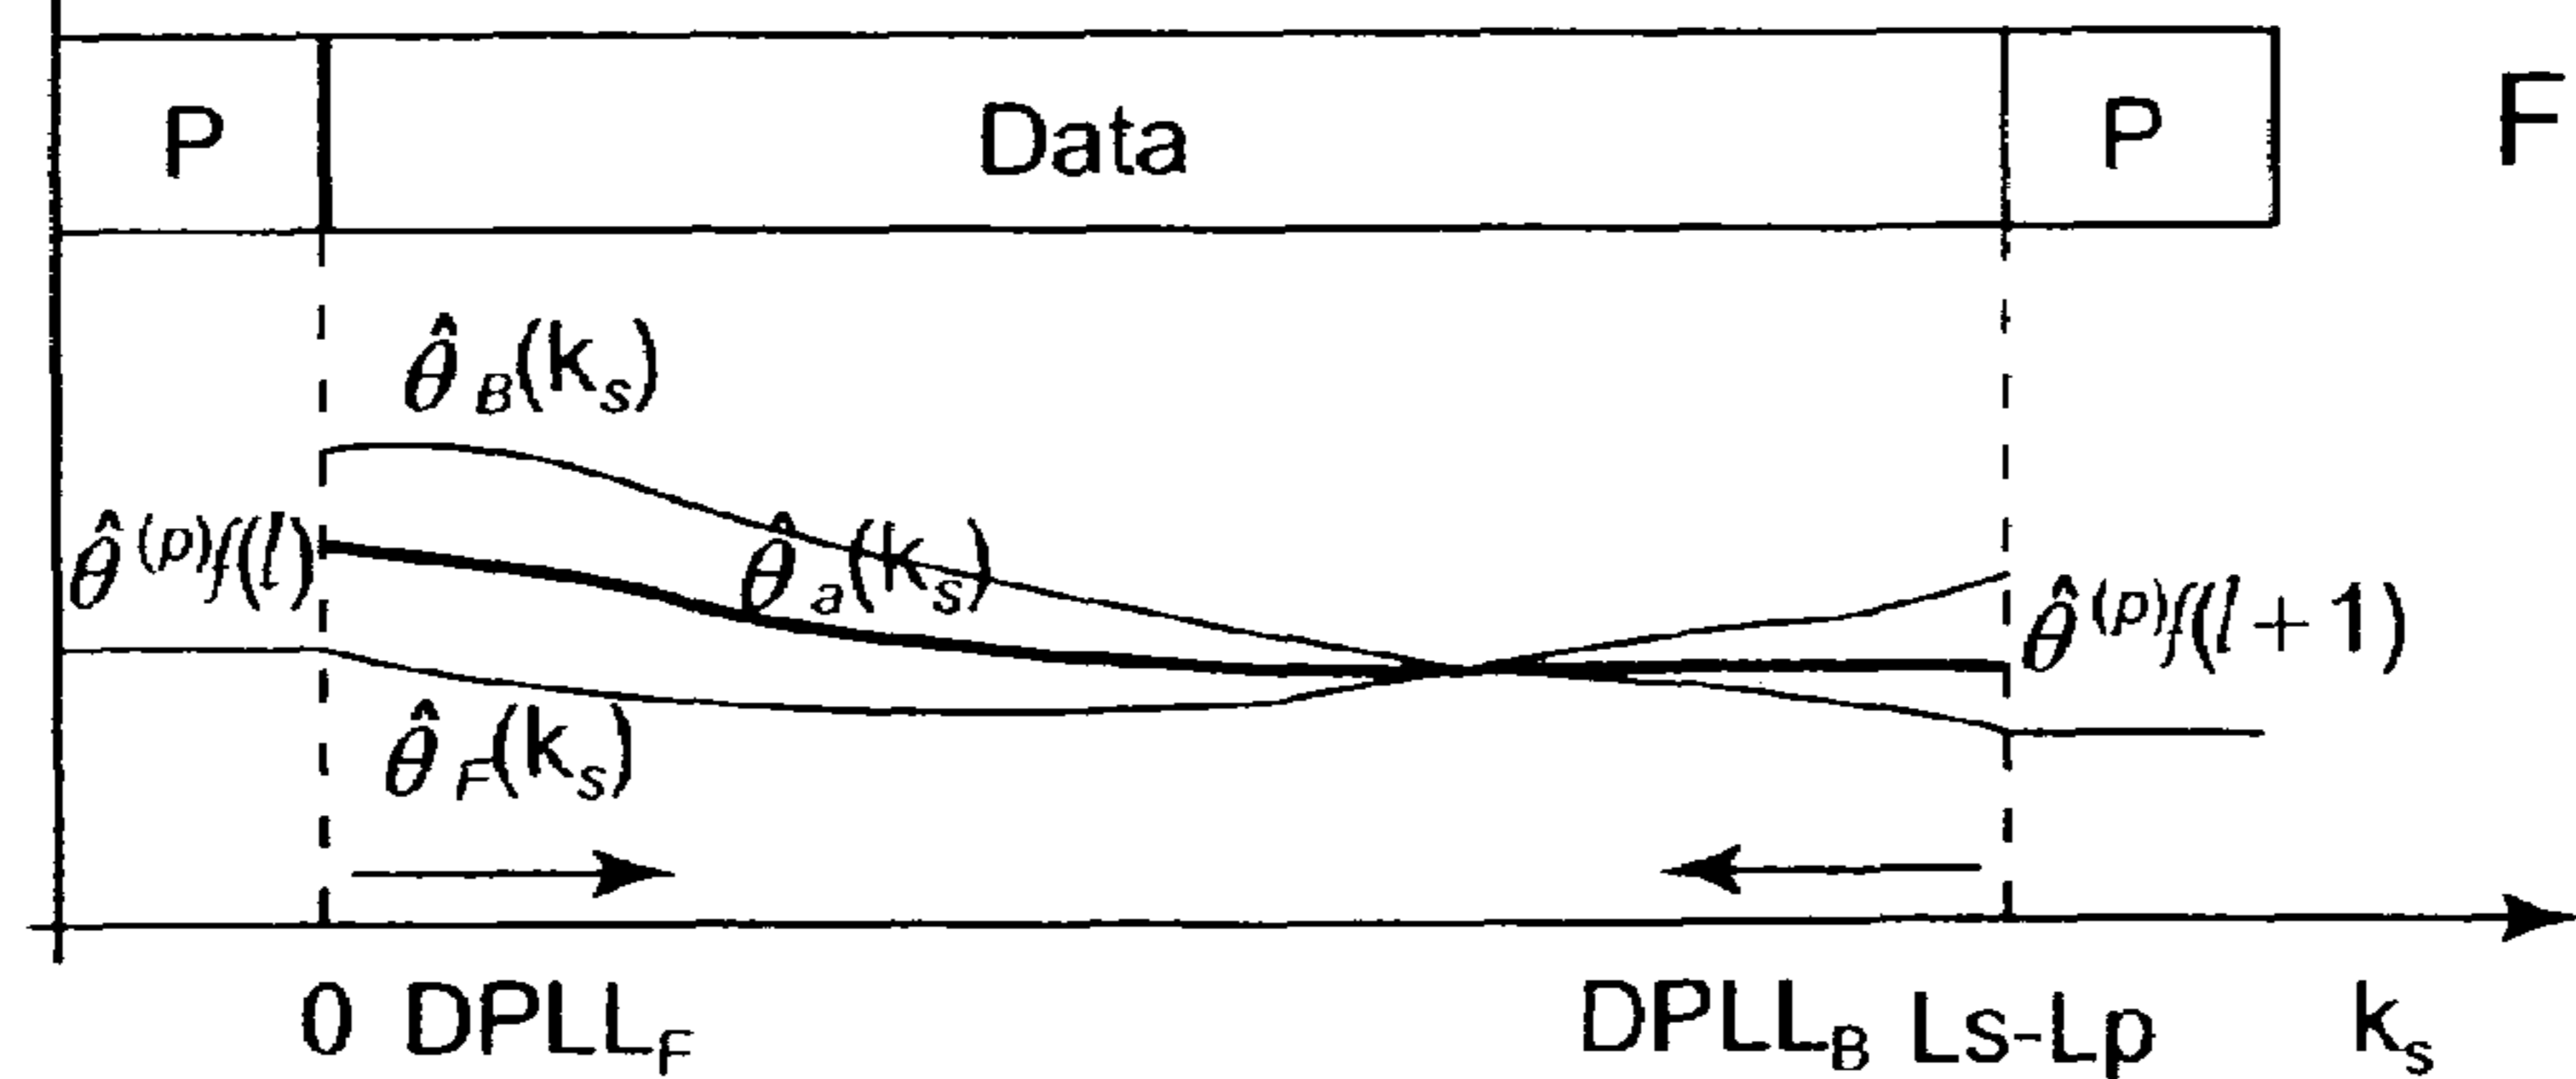 P Data P F
θ̂_B(k_s)
θ̂^(p)f(l) θ̂_a(k_s) θ̂^(p)f(l+1)
θ̂_F(k_s)
0 DPLL_F DPLL_B Ls-Lp k_s